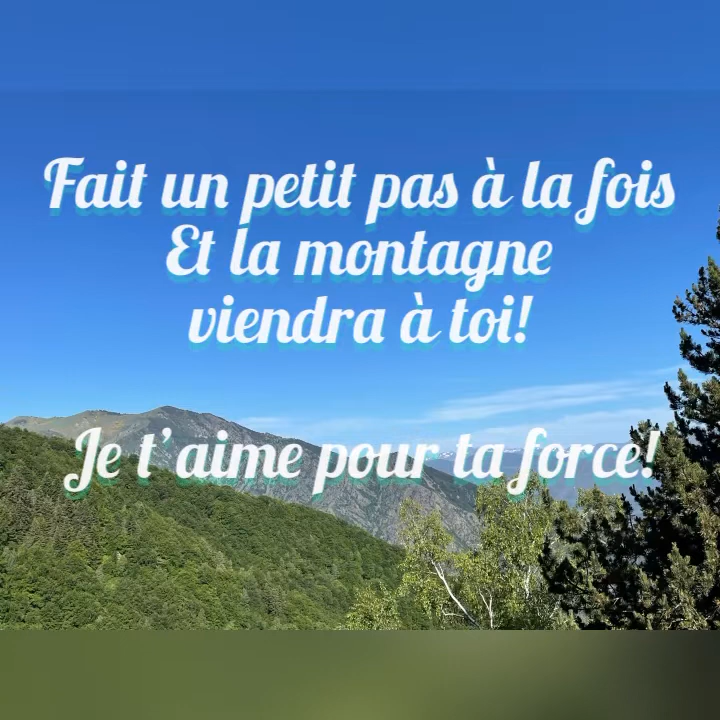 Fait un petit pas à la fois
Et la montagne
viendra à toi!
Je t'aime pour ta force!